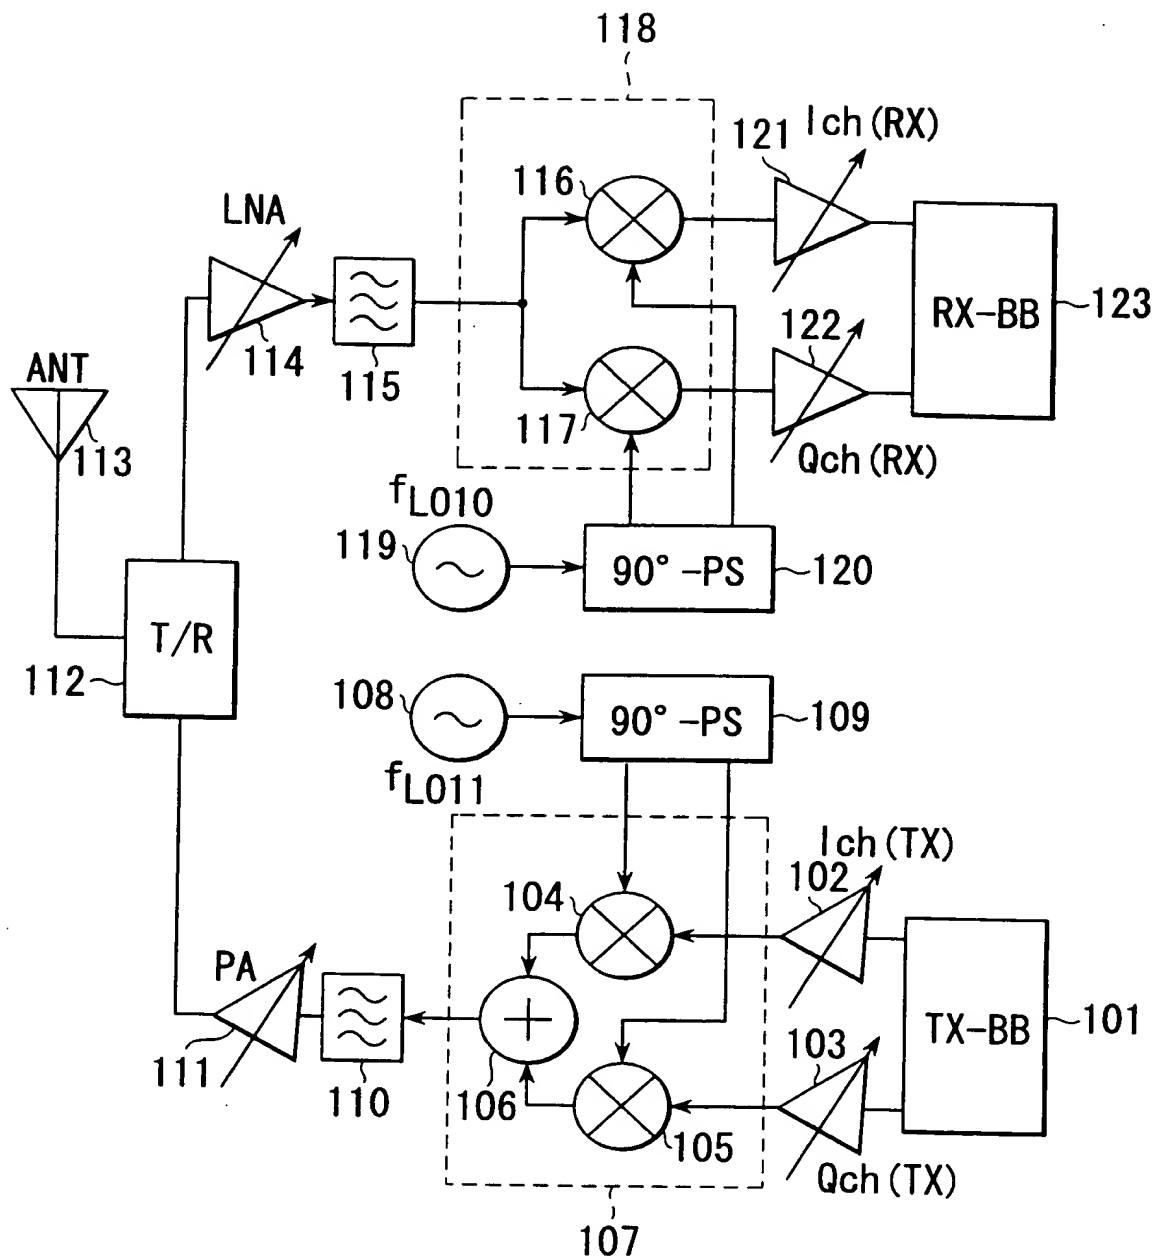 118
121
Ich (RX)
116
LNA
RX-BB
123
114
115
122
ANT
113
117
Qch (RX)
fLO10
119
90° -PS
120
T/R
112
108
90° -PS
109
fLO11
Ich (TX)
102
104
PA
TX-BB
101
103
111
110
106
105
Qch (TX)
107